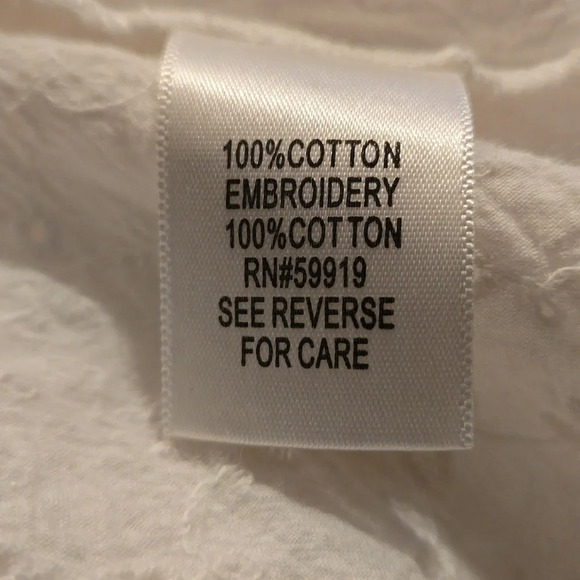 100%COTTON
EMBROIDERY
100%COTTON
RN#59919
SEE REVERSE
FOR CARE